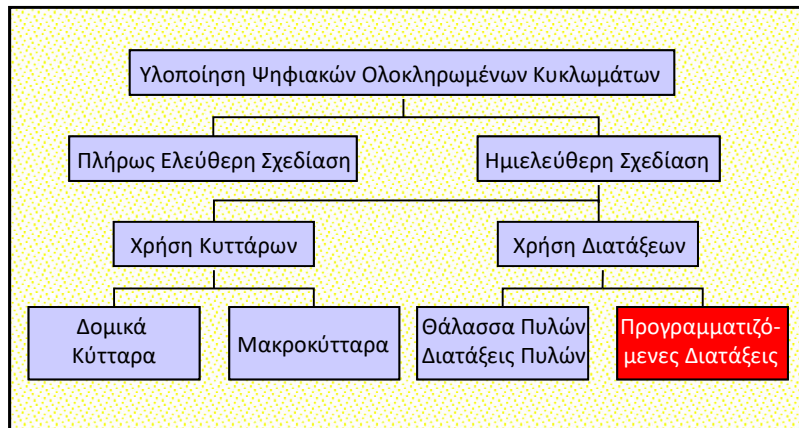 Υλοποίηση Ψηφιακών Ολοκληρωμένων Κυκλωμάτων
Πλήρως Ελεύθερη Σχεδίαση
Ημιελεύθερη Σχεδίαση
Χρήση Κυττάρων
Χρήση Διατάξεων
Δομικά
Κύτταρα
Μακροκύτταρα
Θάλασσα Πυλών
Διατάξεις Πυλών
Προγραμματιζό-
μενες Διατάξεις